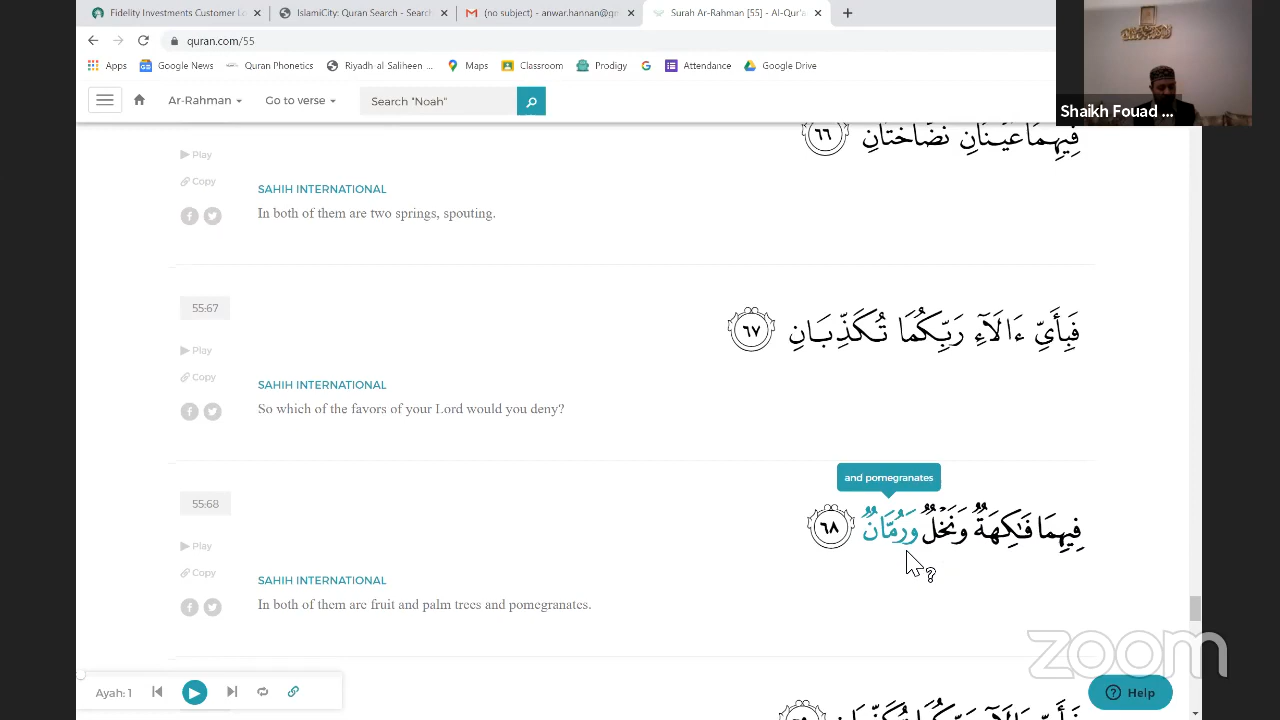 Fidelity Investments Customer Lo
IslamiCity: Quran Search - Search
(no subject) - anwar.hannan@gm
Surah Ar-Rahman [55] - Al-Qur'a
quran.com/55
Apps
Google News
Quran Phonetics
Riyadh al Saliheen ...
Maps
Classroom
Prodigy
Attendance
Google Drive
Ar-Rahman
Go to verse
Search "Noah"
Shaikh Fouad ...
فِيهِمَا عَيْنَانِ نَضَّاخَتَانِ ٦٦
Play
Copy
SAHIH INTERNATIONAL
In both of them are two springs, spouting.
55:67
فَبِأَىِّ ءَالَآءِ رَبِّكُمَا تُكَذِّبَانِ ٦٧
Play
Copy
SAHIH INTERNATIONAL
So which of the favors of your Lord would you deny?
and pomegranates
55:68
فِيهِمَا فَـٰكِهَةٌ وَنَخْلٌ وَرُمَّانٌ ٦٨
Play
Copy
SAHIH INTERNATIONAL
In both of them are fruit and palm trees and pomegranates.
zoom
Ayah: 1
Help